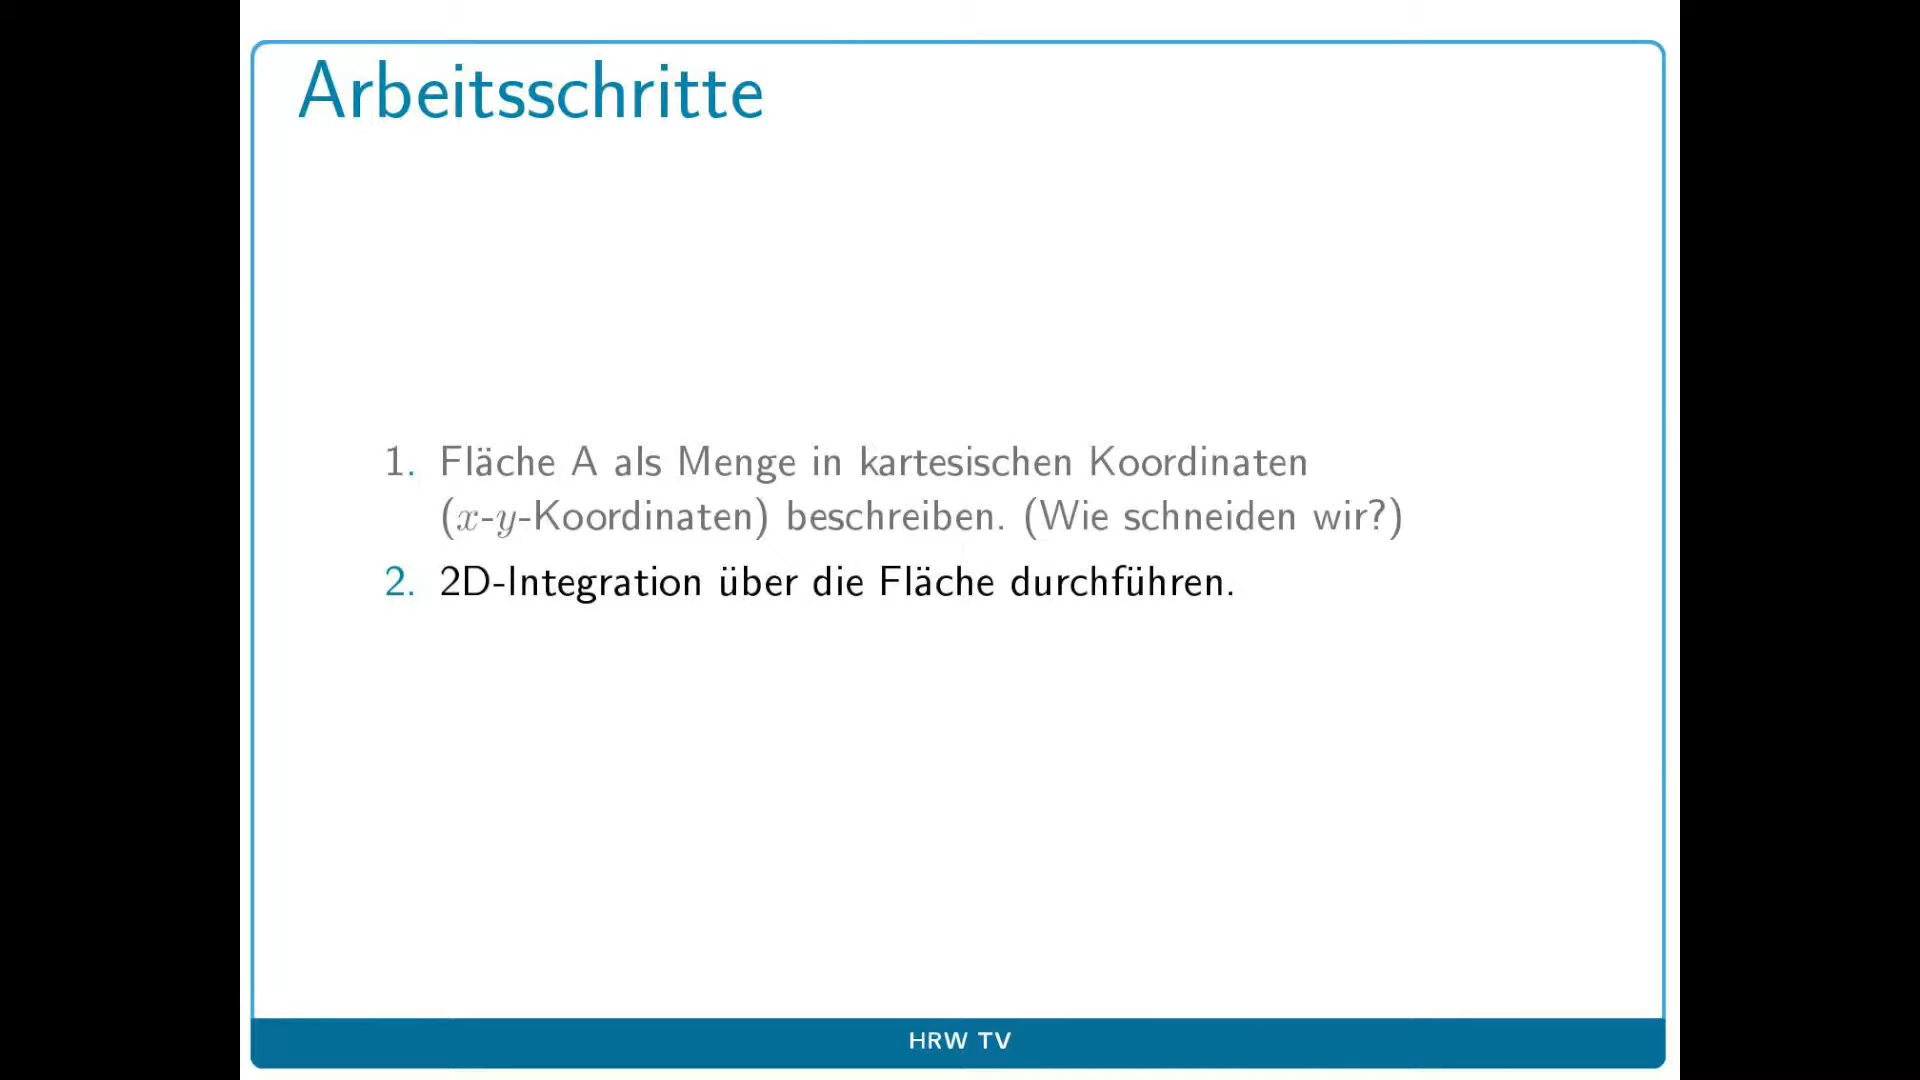 Arbeitsschritte
1. Fläche A als Menge in kartesischen Koordinaten
(x-y-Koordinaten) beschreiben. (Wie schneiden wir?)
2. 2D-Integration über die Fläche durchführen.
HRW TV